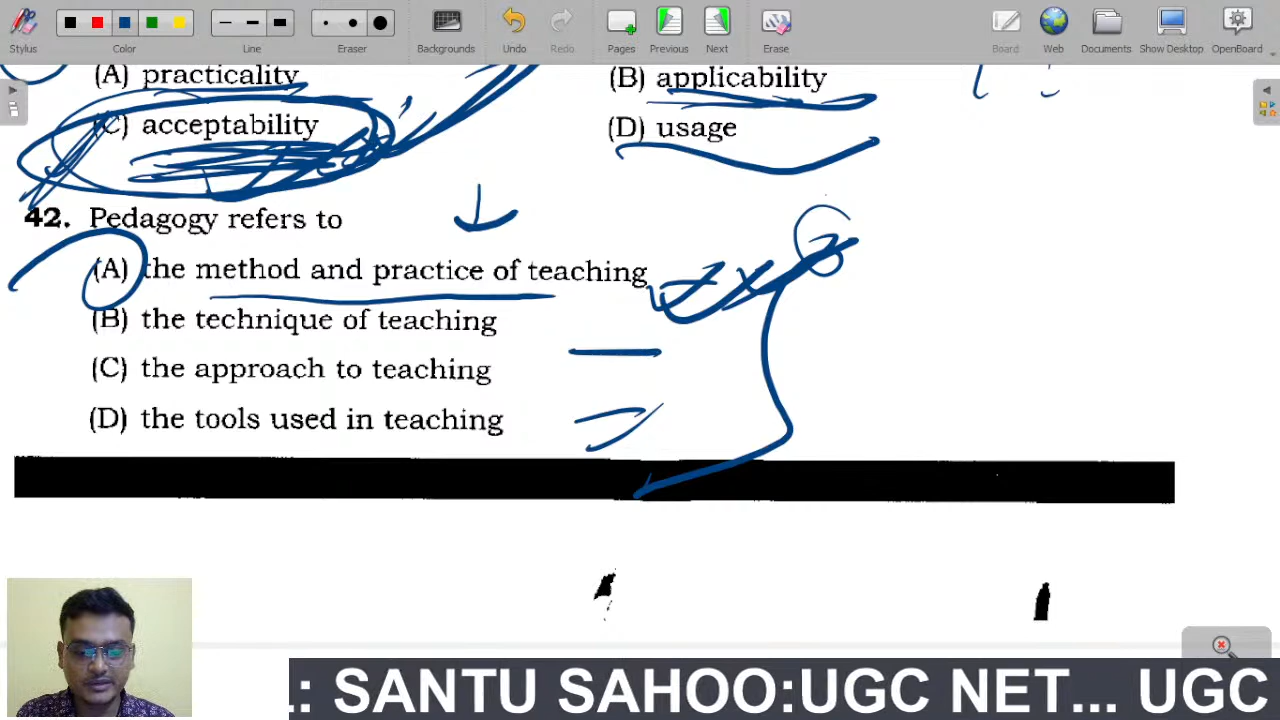 Stylus
Color
Line
Eraser
Backgrounds
Undo
Redo
Pages
Previous
Next
Erase
Board
Web
Documents
Show Desktop
OpenBoard
(A) practicality
(B) applicability
(C) acceptability
(D) usage
42. Pedagogy refers to
(A) the method and practice of teaching
(B) the technique of teaching
(C) the approach to teaching
(D) the tools used in teaching
.: SANTU SAHOO:UGC NET... UGC